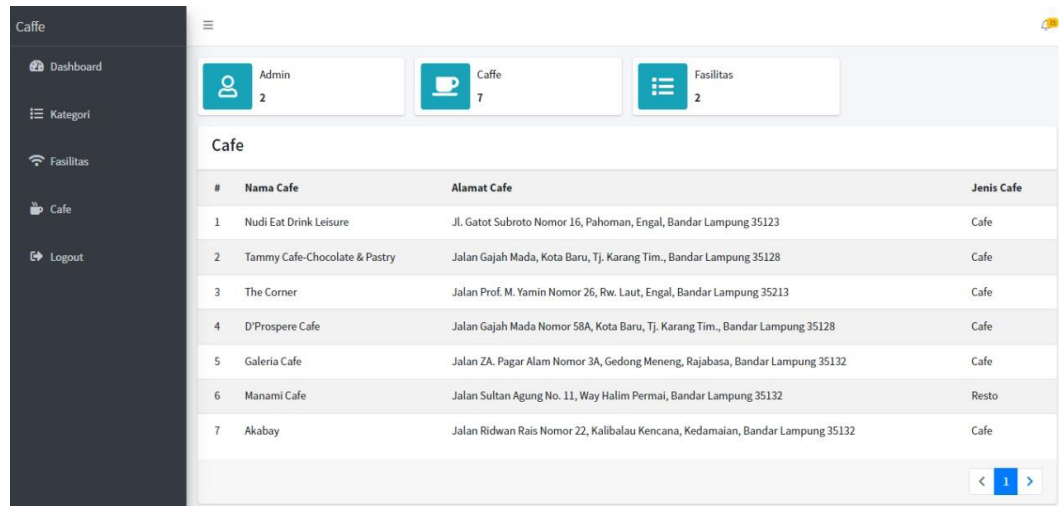 Caffe
15
Dashboard
Kategori
Fasilitas
Cafe
Logout
Admin
2
Caffe
7
Fasilitas
2
Cafe
# Nama Cafe Alamat Cafe Jenis Cafe
1 Nudi Eat Drink Leisure Jl. Gatot Subroto Nomor 16, Pahoman, Engal, Bandar Lampung 35123 Cafe
2 Tammy Cafe-Chocolate & Pastry Jalan Gajah Mada, Kota Baru, Tj. Karang Tim., Bandar Lampung 35128 Cafe
3 The Corner Jalan Prof. M. Yamin Nomor 26, Rw. Laut, Engal, Bandar Lampung 35213 Cafe
4 D'Prospere Cafe Jalan Gajah Mada Nomor 58A, Kota Baru, Tj. Karang Tim., Bandar Lampung 35128 Cafe
5 Galeria Cafe Jalan ZA. Pagar Alam Nomor 3A, Gedong Meneng, Rajabasa, Bandar Lampung 35132 Cafe
6 Manami Cafe Jalan Sultan Agung No. 11, Way Halim Permai, Bandar Lampung 35132 Resto
7 Akabay Jalan Ridwan Rais Nomor 22, Kalibalau Kencana, Kedamaian, Bandar Lampung 35132 Cafe
1